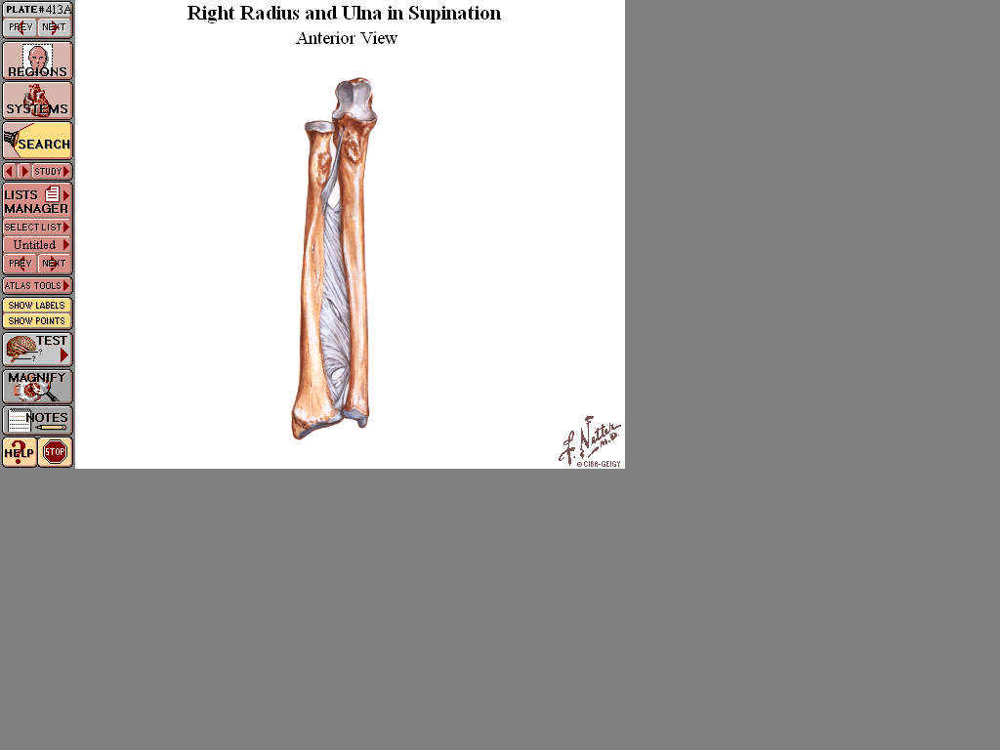 PLATE# 413A
PREV NEXT
REGIONS
SYSTEMS
SEARCH
STUDY
LISTS
MANAGER
SELECT LIST
Untitled
PREV NEXT
ATLAS TOOLS
SHOW LABELS
SHOW POINTS
TEST
?
?
MAGNIFY
NOTES
HELP
?
STOP
Right Radius and Ulna in Supination
Anterior View
F. Netter
M.D.
© CIBA-GEIGY